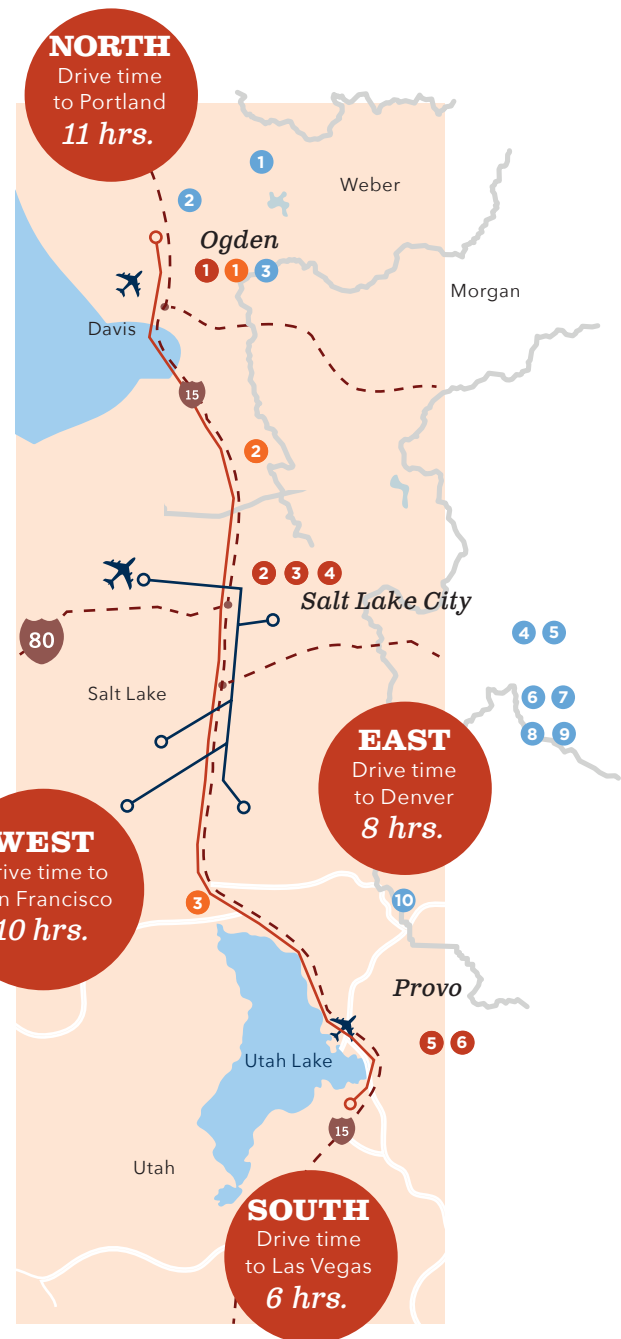 NORTH
Drive time
to Portland
11 hrs.
1
Weber
2
Ogden
1 1 3
Morgan
Davis
15
2
2 3 4
Salt Lake City
80
4 5
Salt Lake
6 7
8 9
EAST
Drive time
to Denver
8 hrs.
WEST
rive time to
n Francisco
10 hrs.
3
10
Provo
5 6
Utah Lake
15
Utah
SOUTH
Drive time
to Las Vegas
6 hrs.